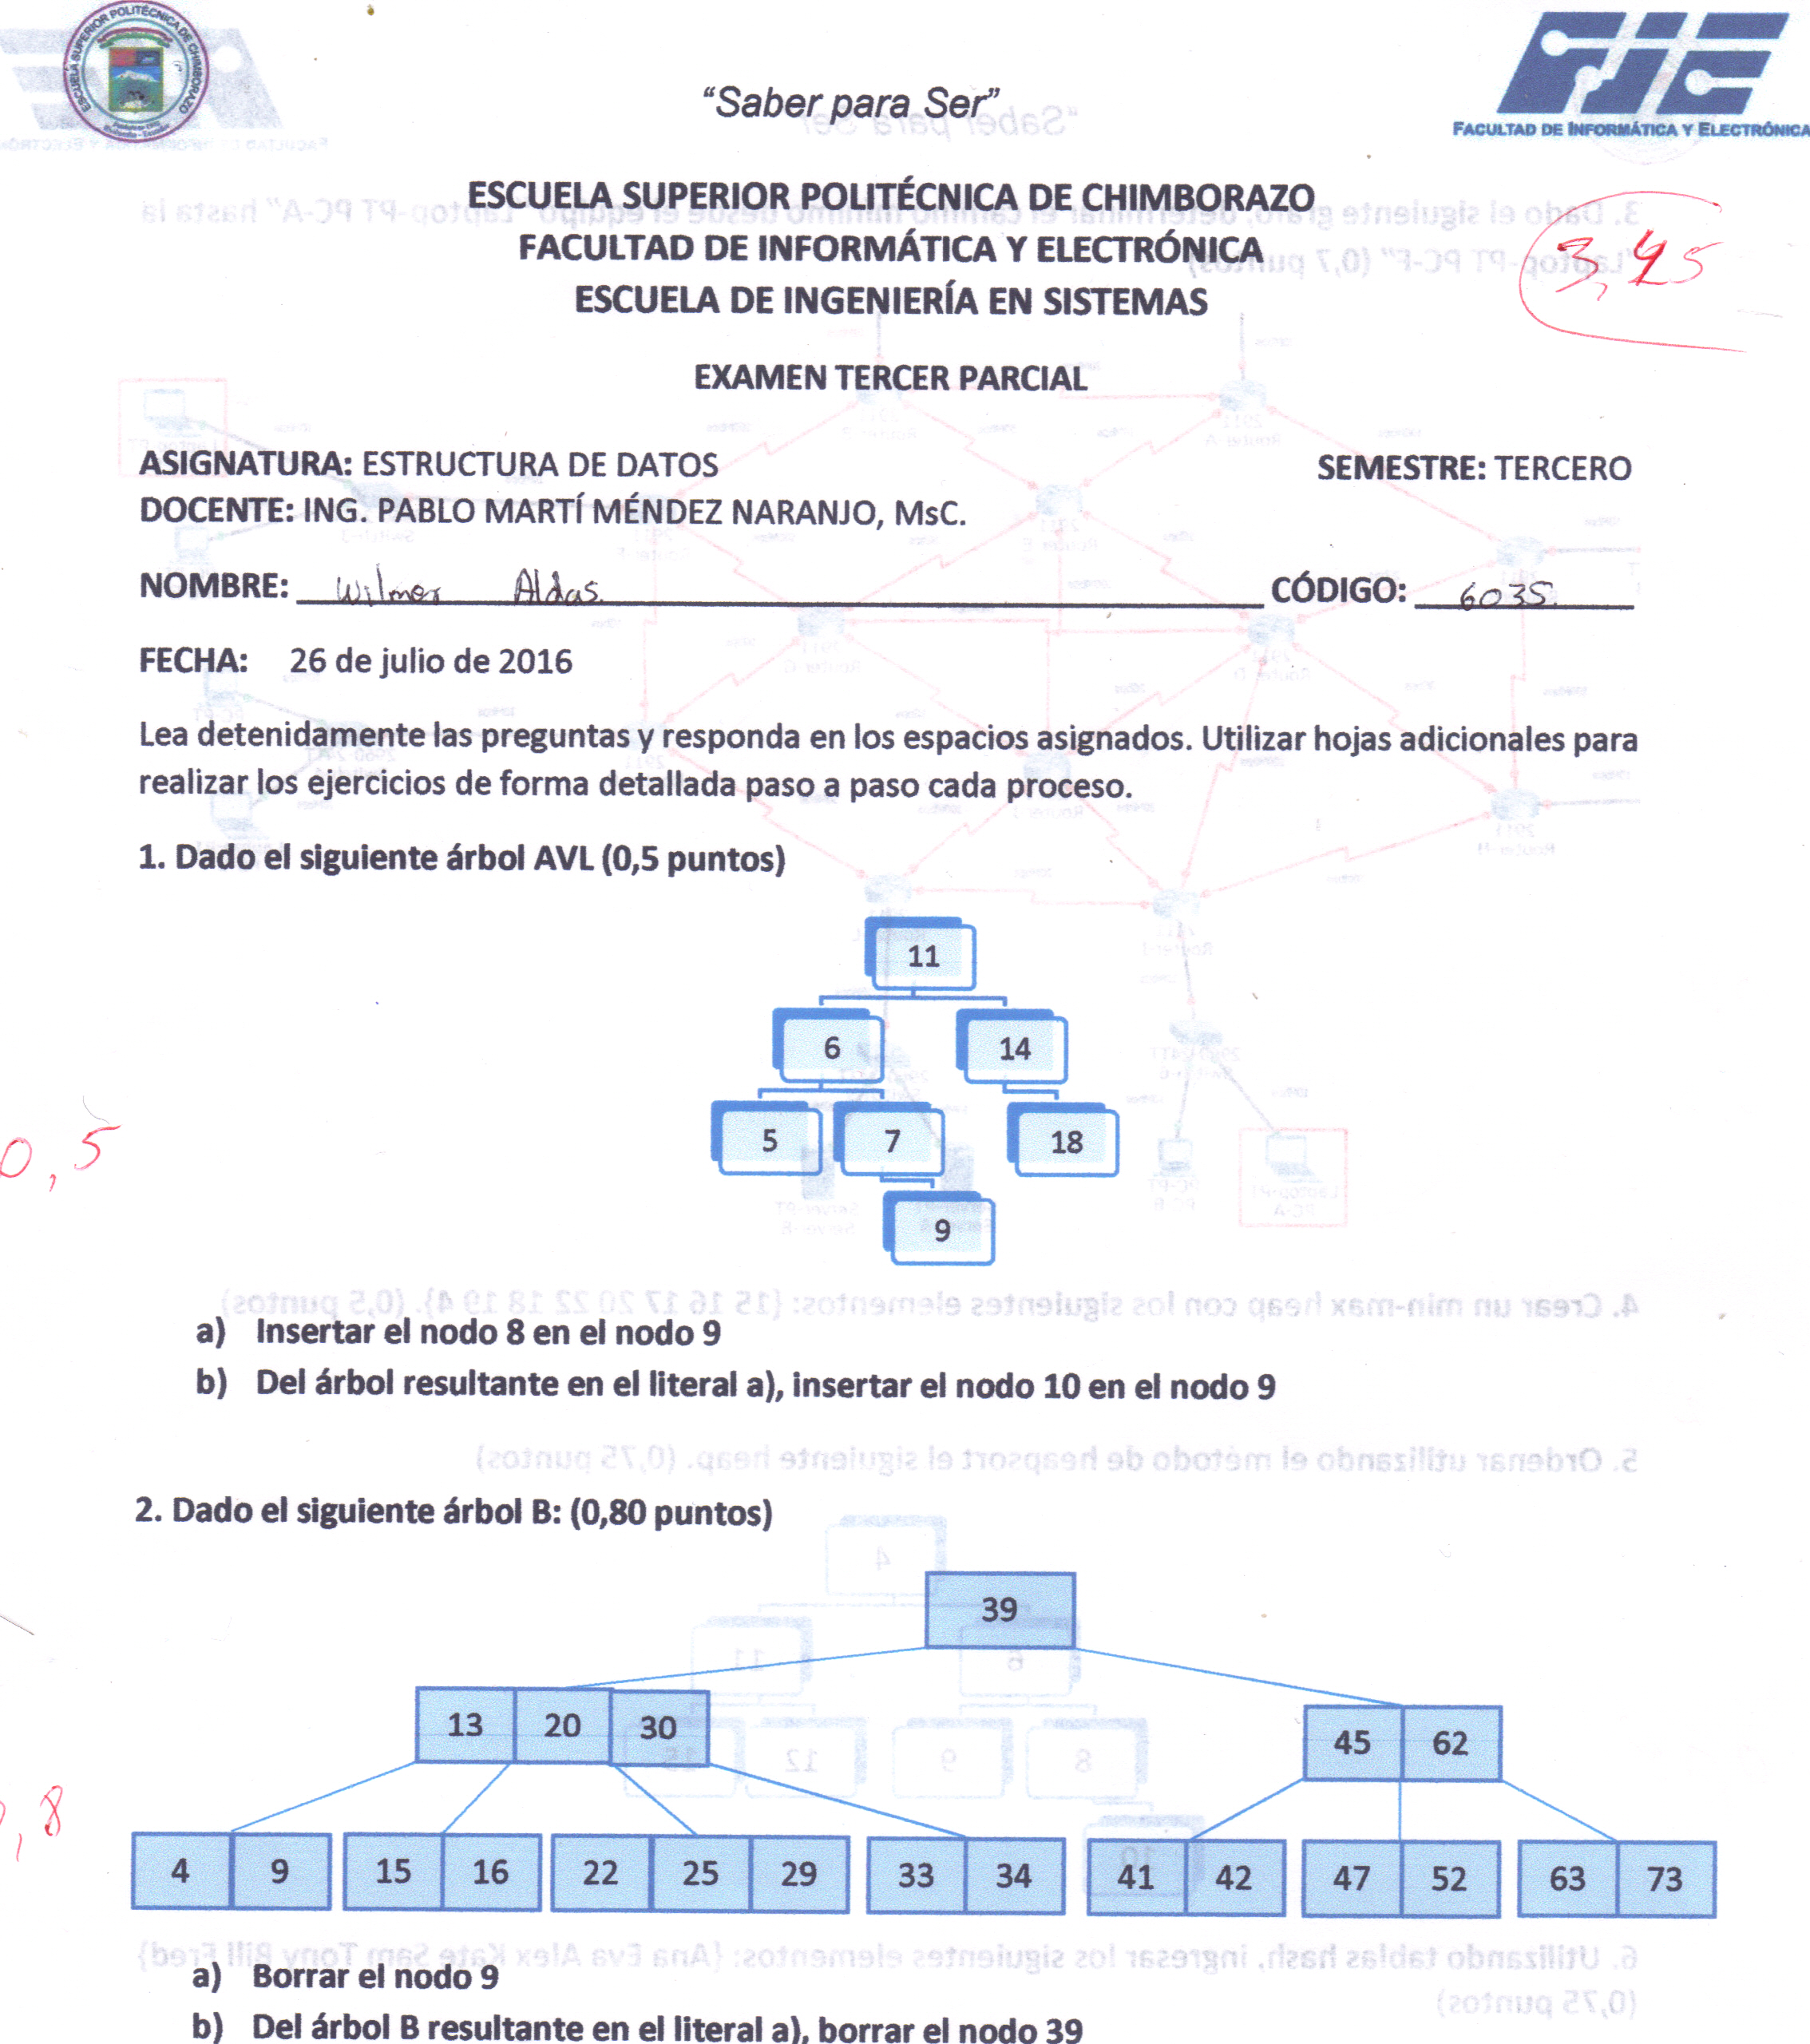 ESCUELA SUPERIOR POLITÉCNICA DE CHIMBORAZO
"Saber para Ser"
FACULTAD DE INFORMÁTICA Y ELECTRÓNICA
ESCUELA SUPERIOR POLITÉCNICA DE CHIMBORAZO
FACULTAD DE INFORMÁTICA Y ELECTRÓNICA
ESCUELA DE INGENIERÍA EN SISTEMAS
3,45
EXAMEN TERCER PARCIAL
ASIGNATURA: ESTRUCTURA DE DATOS SEMESTRE: TERCERO
DOCENTE: ING. PABLO MARTÍ MÉNDEZ NARANJO, MsC.
NOMBRE: Wilmer Aldas. CÓDIGO: 6035.
FECHA: 26 de julio de 2016
Lea detenidamente las preguntas y responda en los espacios asignados. Utilizar hojas adicionales para
realizar los ejercicios de forma detallada paso a paso cada proceso.
1. Dado el siguiente árbol AVL (0,5 puntos)
11
6 14
5 7 18
0,5
9
a) Insertar el nodo 8 en el nodo 9
b) Del árbol resultante en el literal a), insertar el nodo 10 en el nodo 9
2. Dado el siguiente árbol B: (0,80 puntos)
39
13 20 30 45 62
,8
4 9 15 16 22 25 29 33 34 41 42 47 52 63 73
a) Borrar el nodo 9
b) Del árbol B resultante en el literal a), borrar el nodo 39